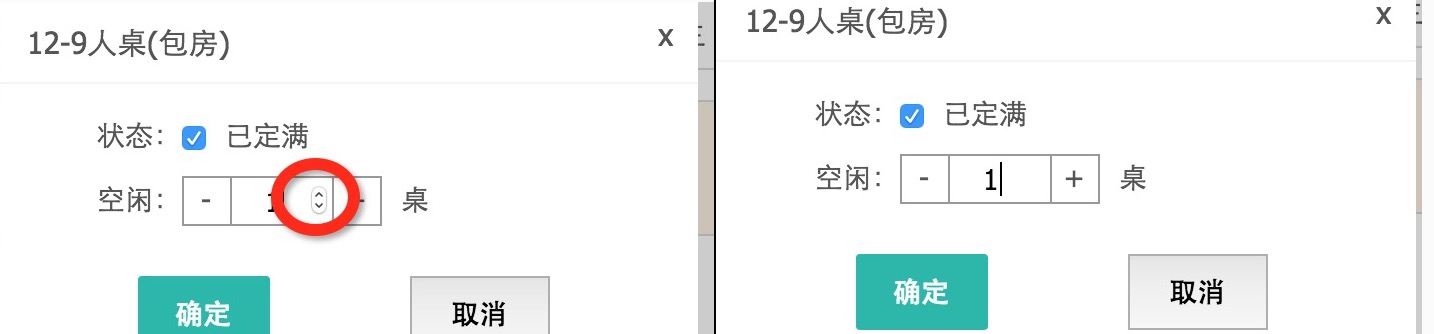 12-9人桌(包房) x
状态: 已定满
空闲: - 1 桌
确定 取消
12-9人桌(包房) x
状态: 已定满
空闲: - 1 + 桌
确定 取消